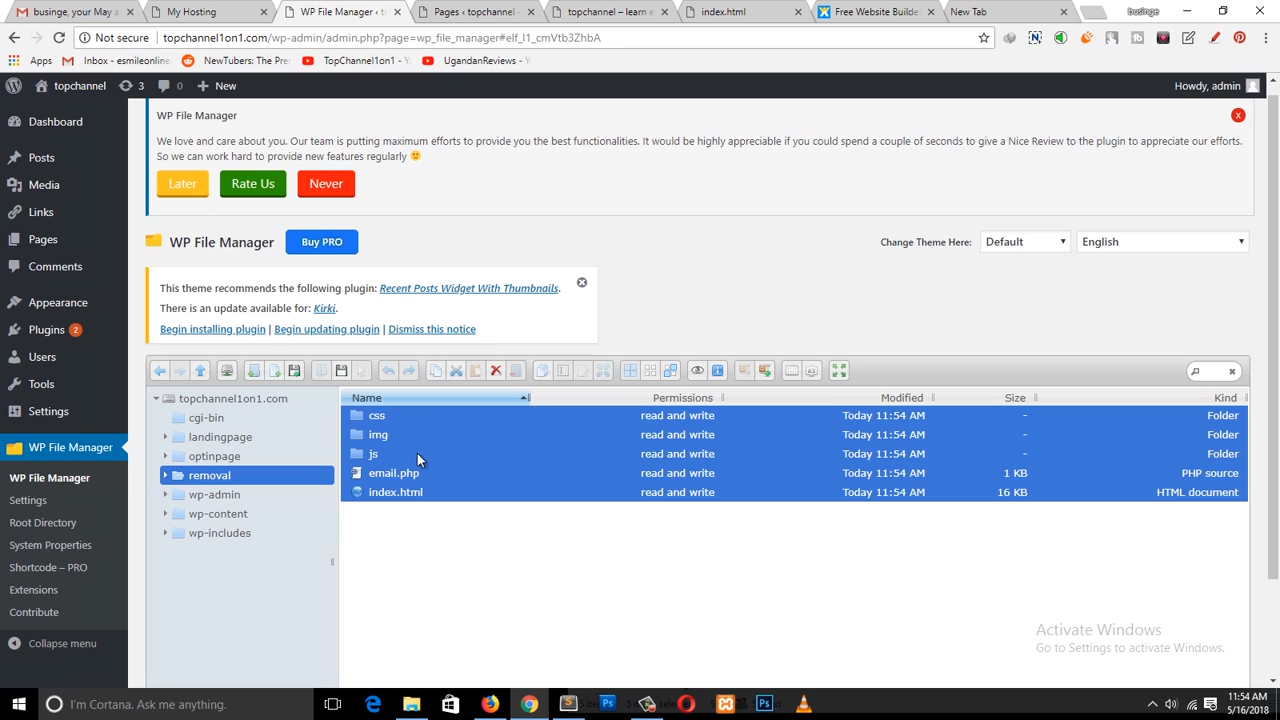 businge, your May a
My Hosting
WP File Manager ‹ t
Pages ‹ topchannel -
topchannel – learn e
index.html
Free Website Builde
New Tab
businge
Not secure
topchannel1on1.com/wp-admin/admin.php?page=wp_file_manager#elf_l1_cmVtb3ZhbA
Apps
Inbox - esmileonline
NewTubers: The Pre
TopChannel1on1 - Y
UgandanReviews - Y
topchannel
3
0
New
Howdy, admin
Dashboard
Posts
Media
Links
Pages
Comments
Appearance
Plugins 2
Users
Tools
Settings
WP File Manager
WP File Manager
Settings
Root Directory
System Properties
Shortcode – PRO
Extensions
Contribute
Collapse menu
WP File Manager
X
We love and care about you. Our team is putting maximum efforts to provide you the best functionalities. It would be highly appreciable if you could spend a couple of seconds to give a Nice Review to the plugin to appreciate our efforts.
So we can work hard to provide new features regularly
Later
Rate Us
Never
WP File Manager
Buy PRO
Change Theme Here:
Default
English
This theme recommends the following plugin: Recent Posts Widget With Thumbnails.
There is an update available for: Kirki.
Begin installing plugin | Begin updating plugin | Dismiss this notice
topchannel1on1.com
cgi-bin
landingpage
optinpage
removal
wp-admin
wp-content
wp-includes
Name Permissions Modified Size Kind
css read and write Today 11:54 AM - Folder
img read and write Today 11:54 AM - Folder
js read and write Today 11:54 AM - Folder
email.php read and write Today 11:54 AM 1 KB PHP source
index.html read and write Today 11:54 AM 16 KB HTML document
Activate Windows
Go to Settings to activate Windows.
I'm Cortana. Ask me anything.
11:54 AM
5/16/2018